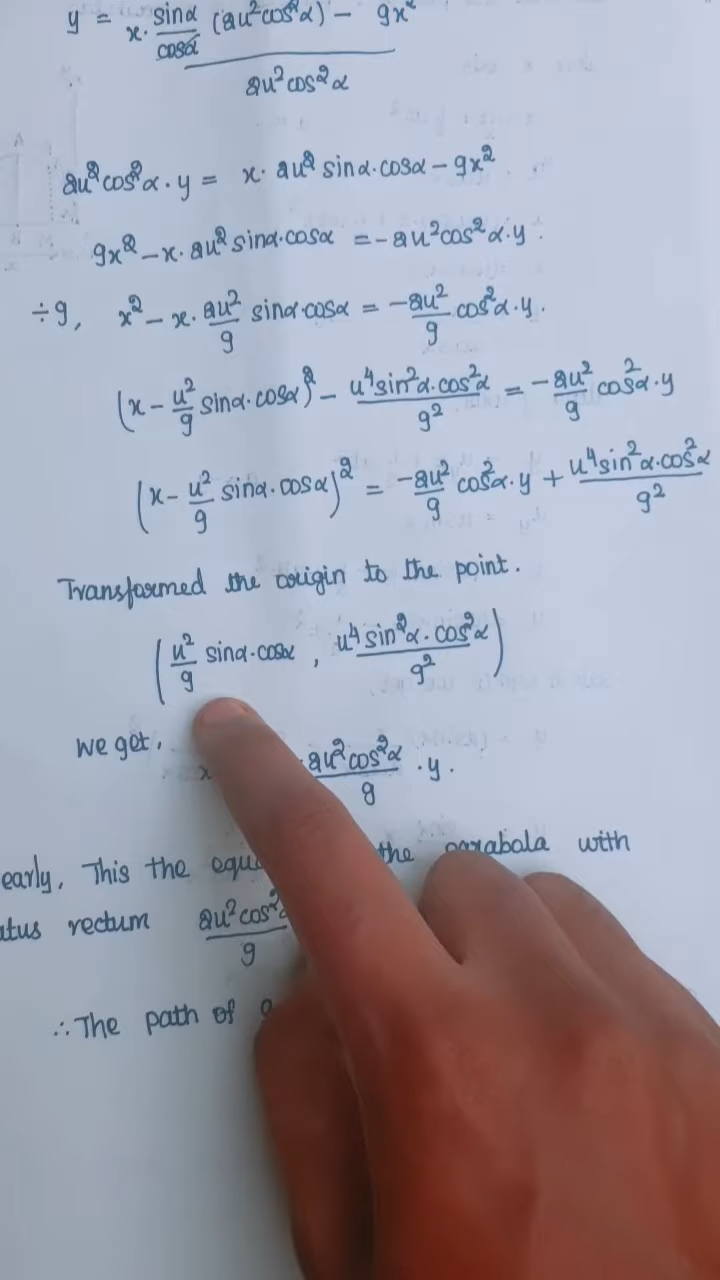 y = x · sinα/cosα (2u²cos²α) − gx²
2u²cos²α
2u²cos²α · y = x · 2u² sinα·cosα − gx²
gx² − x · 2u² sinα·cosα = −2u²cos²α·y.
÷g, x² − x · 2u²/g sinα·cosα = −2u²/g cos²α·y.
(x − u²/g sinα·cosα)² − u⁴sin²α·cos²α/g² = −2u²/g cos²α·y
(x − u²/g sinα·cosα)² = −2u²/g cos²α·y + u⁴sin²α·cos²α/g²
Transformed the origin to the point.
(u²/g sinα·cosα, u⁴sin²α·cos²α/g²)
we get, x 2u²cos²α/g · y.
early, This the the parabola with
atus rectum 2u²cos²/g
∴ The path of